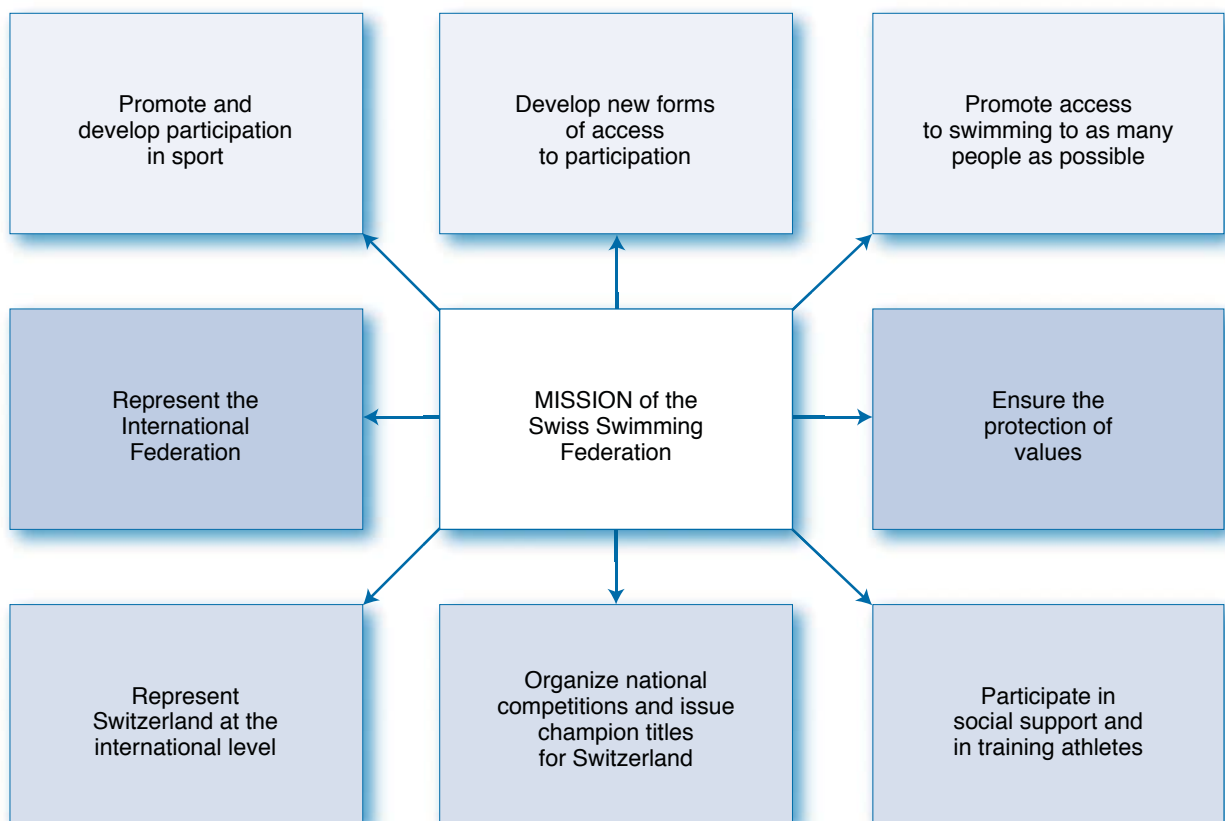 Promote and
develop participation
in sport
Develop new forms
of access
to participation
Promote access
to swimming to as many
people as possible
Represent the
International
Federation
MISSION of the
Swiss Swimming
Federation
Ensure the
protection of
values
Represent
Switzerland at the
international level
Organize national
competitions and issue
champion titles
for Switzerland
Participate in
social support and
in training athletes